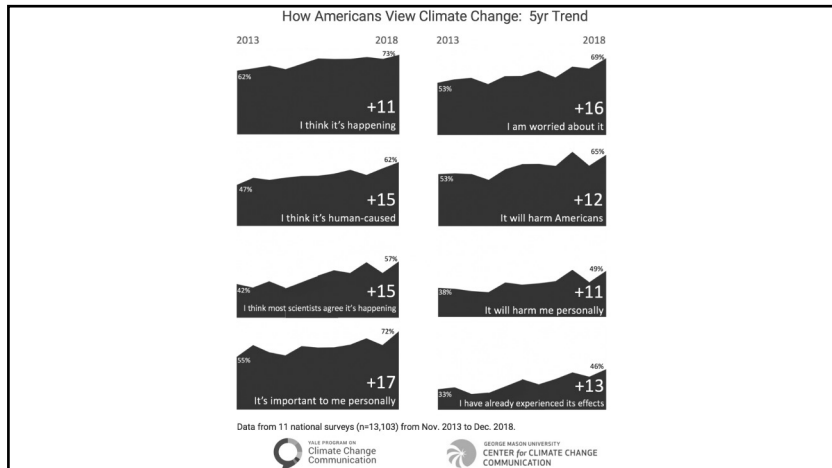 How Americans View Climate Change: 5yr Trend
2013 2018
62% 73%
+11
I think it's happening
2018
53% 69%
+16
I am worried about it
47% 62%
+15
I think it's human-caused
53% 65%
+12
It will harm Americans
42% 57%
+15
I think most scientists agree it's happening
38% 49%
+11
It will harm me personally
55% 72%
+17
It's important to me personally
33% 46%
+13
I have already experienced its effects
Data from 11 national surveys (n=13,103) from Nov. 2013 to Dec. 2018.
YALE PROGRAM ON
Climate Change
Communication
GEORGE MASON UNIVERSITY
CENTER for CLIMATE CHANGE
COMMUNICATION